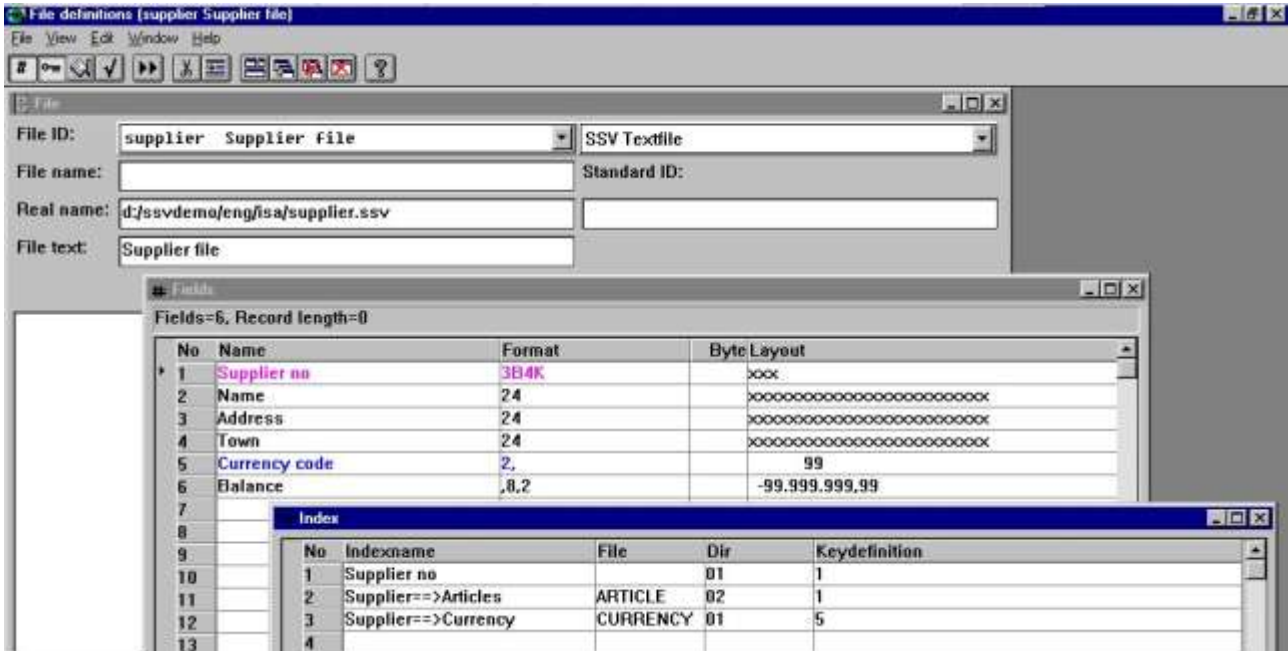 File definitions (supplier Supplier file)
File View Edit Window Help
File
File ID: supplier Supplier file SSV Textfile
File name: Standard ID:
Real name: d:/ssvdemo/eng/isa/supplier.ssv
File text: Supplier file
Fields
Fields=6, Record length=0
No Name Format Byte Layout
1 Supplier no 3B4K xxx
2 Name 24 xxxxxxxxxxxxxxxxxxxxxxxx
3 Address 24 xxxxxxxxxxxxxxxxxxxxxxxx
4 Town 24 xxxxxxxxxxxxxxxxxxxxxxxx
5 Currency code 2, 99
6 Balance ,8,2 -99.999.999,99
7
8
9
10
11
12
13
Index
No Indexname File Dir Keydefinition
1 Supplier no 01 1
2 Supplier==>Articles ARTICLE 02 1
3 Supplier==>Currency CURRENCY 01 5
4